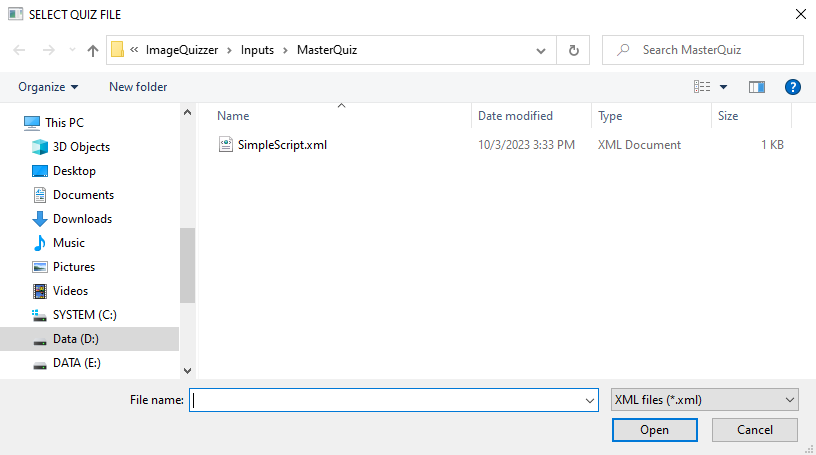 SELECT QUIZ FILE
« ImageQuizzer > Inputs > MasterQuiz
Search MasterQuiz
Organize
New folder
This PC
3D Objects
Desktop
Documents
Downloads
Music
Pictures
Videos
SYSTEM (C:)
Data (D:)
DATA (E:)
Name Date modified Type Size
SimpleScript.xml 10/3/2023 3:33 PM XML Document 1 KB
File name:
XML files (*.xml)
Open
Cancel